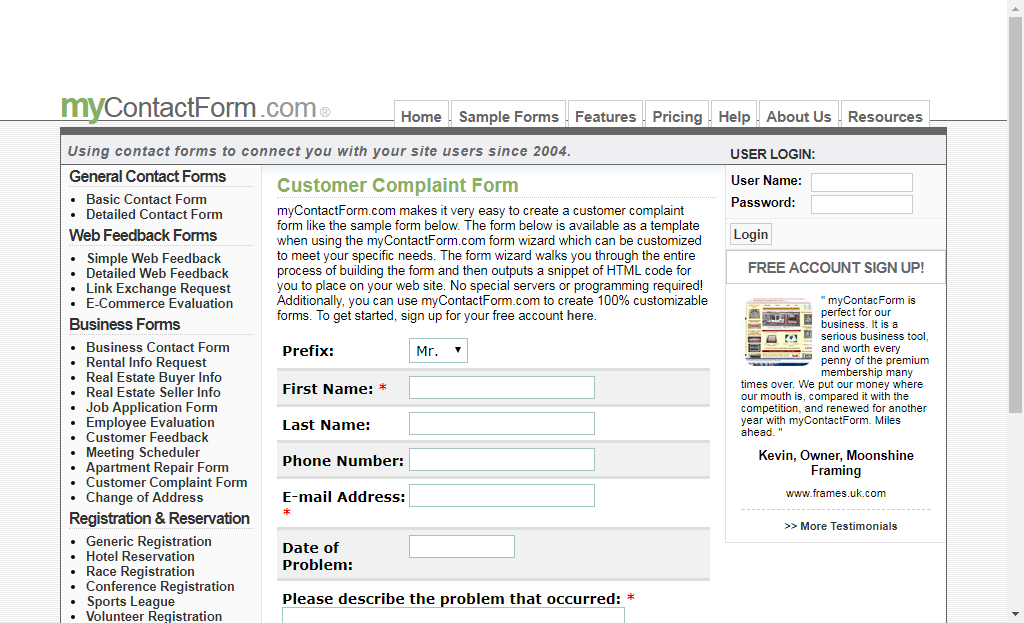 myContactForm.com®
Home
Sample Forms
Features
Pricing
Help
About Us
Resources
Using contact forms to connect you with your site users since 2004.
USER LOGIN:
General Contact Forms
Basic Contact Form
Detailed Contact Form
Web Feedback Forms
Simple Web Feedback
Detailed Web Feedback
Link Exchange Request
E-Commerce Evaluation
Business Forms
Business Contact Form
Rental Info Request
Real Estate Buyer Info
Real Estate Seller Info
Job Application Form
Employee Evaluation
Customer Feedback
Meeting Scheduler
Apartment Repair Form
Customer Complaint Form
Change of Address
Registration & Reservation
Generic Registration
Hotel Reservation
Race Registration
Conference Registration
Sports League
Volunteer Registration
Customer Complaint Form
myContactForm.com makes it very easy to create a customer complaint
form like the sample form below. The form below is available as a template
when using the myContactForm.com form wizard which can be customized
to meet your specific needs. The form wizard walks you through the entire
process of building the form and then outputs a snippet of HTML code for
you to place on your web site. No special servers or programming required!
Additionally, you can use myContactForm.com to create 100% customizable
forms. To get started, sign up for your free account here.
Prefix: Mr.
First Name: *
Last Name:
Phone Number:
E-mail Address:
*
Date of
Problem:
Please describe the problem that occurred: *
User Name:
Password:
Login
FREE ACCOUNT SIGN UP!
" myContacForm is
perfect for our
business. It is a
serious business tool,
and worth every
penny of the premium
membership many
times over. We put our money where
our mouth is, compared it with the
competition, and renewed for another
year with myContactForm. Miles
ahead. "
Kevin, Owner, Moonshine
Framing
www.frames.uk.com
>> More Testimonials